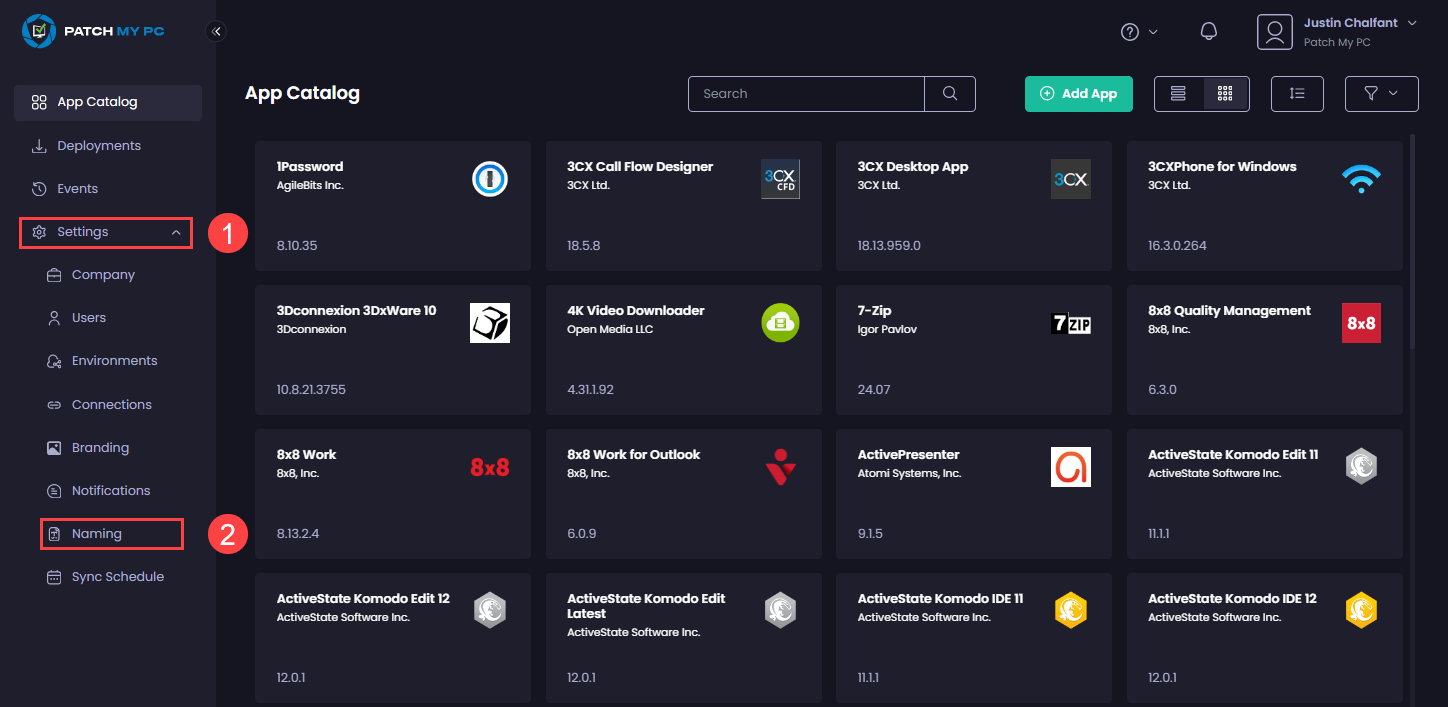 PATCH MY PC
Justin Chalfant
Patch My PC
App Catalog
Deployments
Events
Settings
1
Company
Users
Environments
Connections
Branding
Notifications
Naming
2
Sync Schedule
App Catalog
Search
Add App
1Password
AgileBits Inc.
8.10.35
3CX Call Flow Designer
3CX Ltd.
3CX
CFD
18.5.8
3CX Desktop App
3CX Ltd.
3CX
18.13.959.0
3CXPhone for Windows
3CX Ltd.
16.3.0.264
3Dconnexion 3DxWare 10
3Dconnexion
10.8.21.3755
4K Video Downloader
Open Media LLC
4.31.1.92
7-Zip
Igor Pavlov
7ZIP
24.07
8x8 Quality Management
8x8, Inc.
8x8
6.3.0
8x8 Work
8x8, Inc.
8x8
8.13.2.4
8x8 Work for Outlook
8x8, Inc.
6.0.9
ActivePresenter
Atomi Systems, Inc.
9.1.5
ActiveState Komodo Edit 11
ActiveState Software Inc.
11.1.1
ActiveState Komodo Edit 12
ActiveState Software Inc.
12.0.1
ActiveState Komodo Edit
Latest
ActiveState Software Inc.
12.0.1
ActiveState Komodo IDE 11
ActiveState Software Inc.
11.1.1
ActiveState Komodo IDE 12
ActiveState Software Inc.
12.0.1